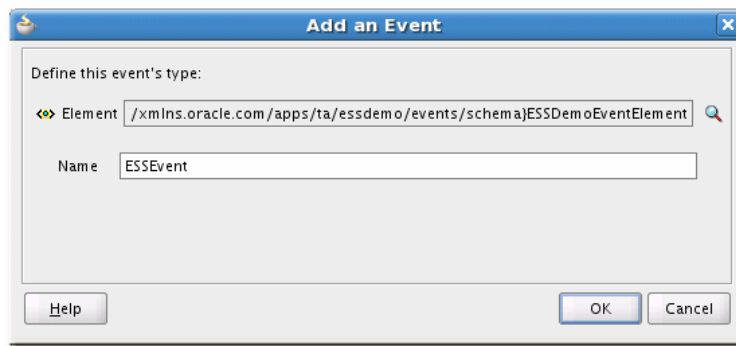 Add an Event
Define this event's type:
Element /xmlns.oracle.com/apps/ta/essdemo/events/schema}ESSDemoEventElement
Name ESSEvent
Help OK Cancel